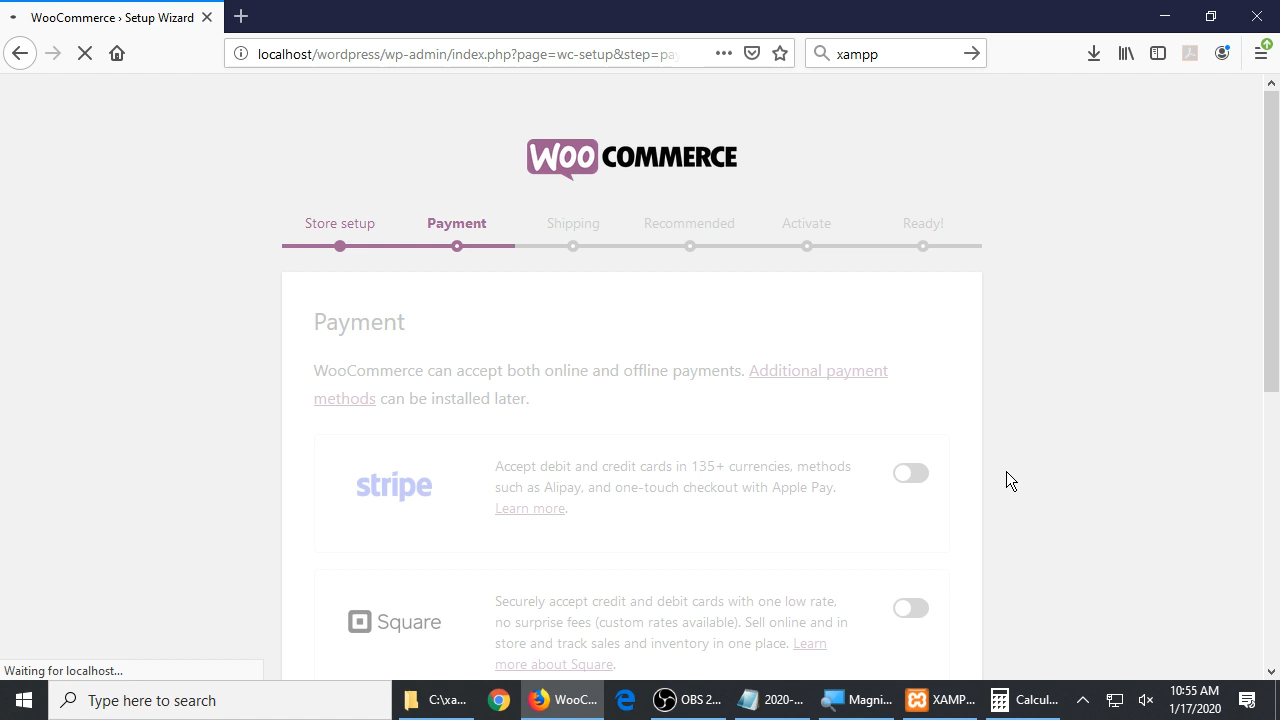 WooCommerce › Setup Wizard
localhost/wordpress/wp-admin/index.php?page=wc-setup&step=pay
xampp
WOO COMMERCE
Store setup
Payment
Shipping
Recommended
Activate
Ready!
Payment
WooCommerce can accept both online and offline payments. Additional payment
methods can be installed later.
stripe
Accept debit and credit cards in 135+ currencies, methods
such as Alipay, and one-touch checkout with Apple Pay.
Learn more.
Square
Securely accept credit and debit cards with one low rate,
no surprise fees (custom rates available). Sell online and in
store and track sales and inventory in one place. Learn
more about Square.
Waiting for localhost...
Type here to search
C:\xa...
WooC...
OBS 2...
2020-...
Magni...
XAMP...
Calcul...
10:55 AM
1/17/2020